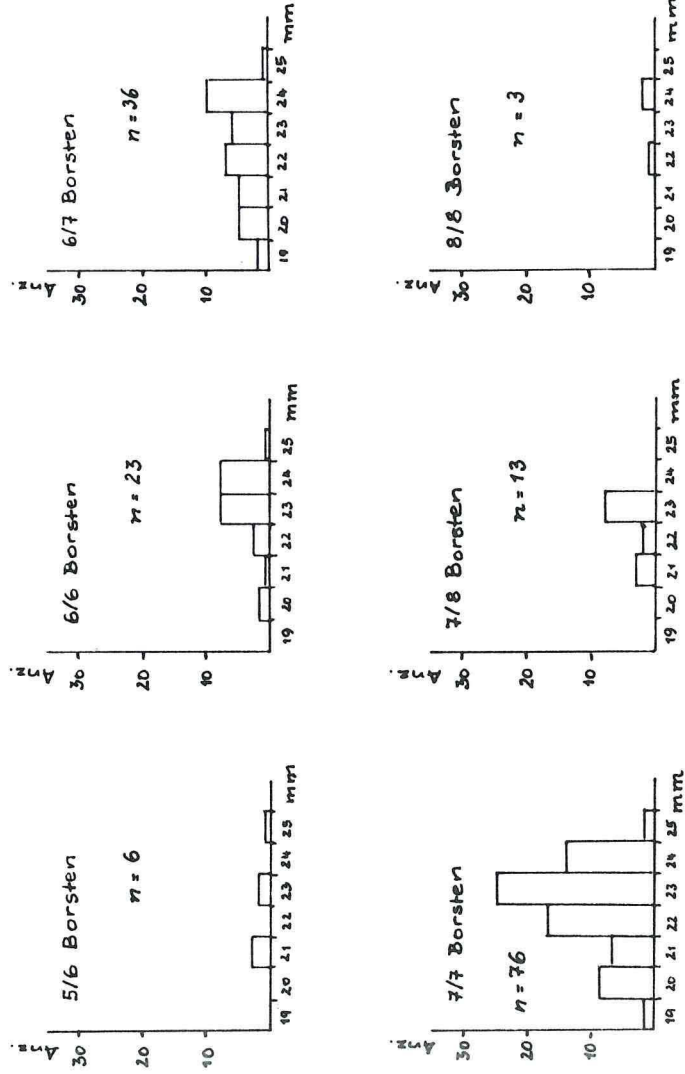 Anz.
30
20
10
5/6 Borsten
n = 6
19 20 21 22 23 24 25 mm
Anz.
30
20
10
6/6 Borsten
n = 23
19 20 21 22 23 24 25 mm
Anz.
30
20
10
6/7 Borsten
n = 36
19 20 21 22 23 24 25 mm
Anz.
30
20
10
7/7 Borsten
n = 76
19 20 21 22 23 24 25 mm
Anz.
30
20
10
7/8 Borsten
n = 13
19 20 21 22 23 24 25 mm
Anz.
30
20
10
8/8 Borsten
n = 3
19 20 21 22 23 24 25 mm